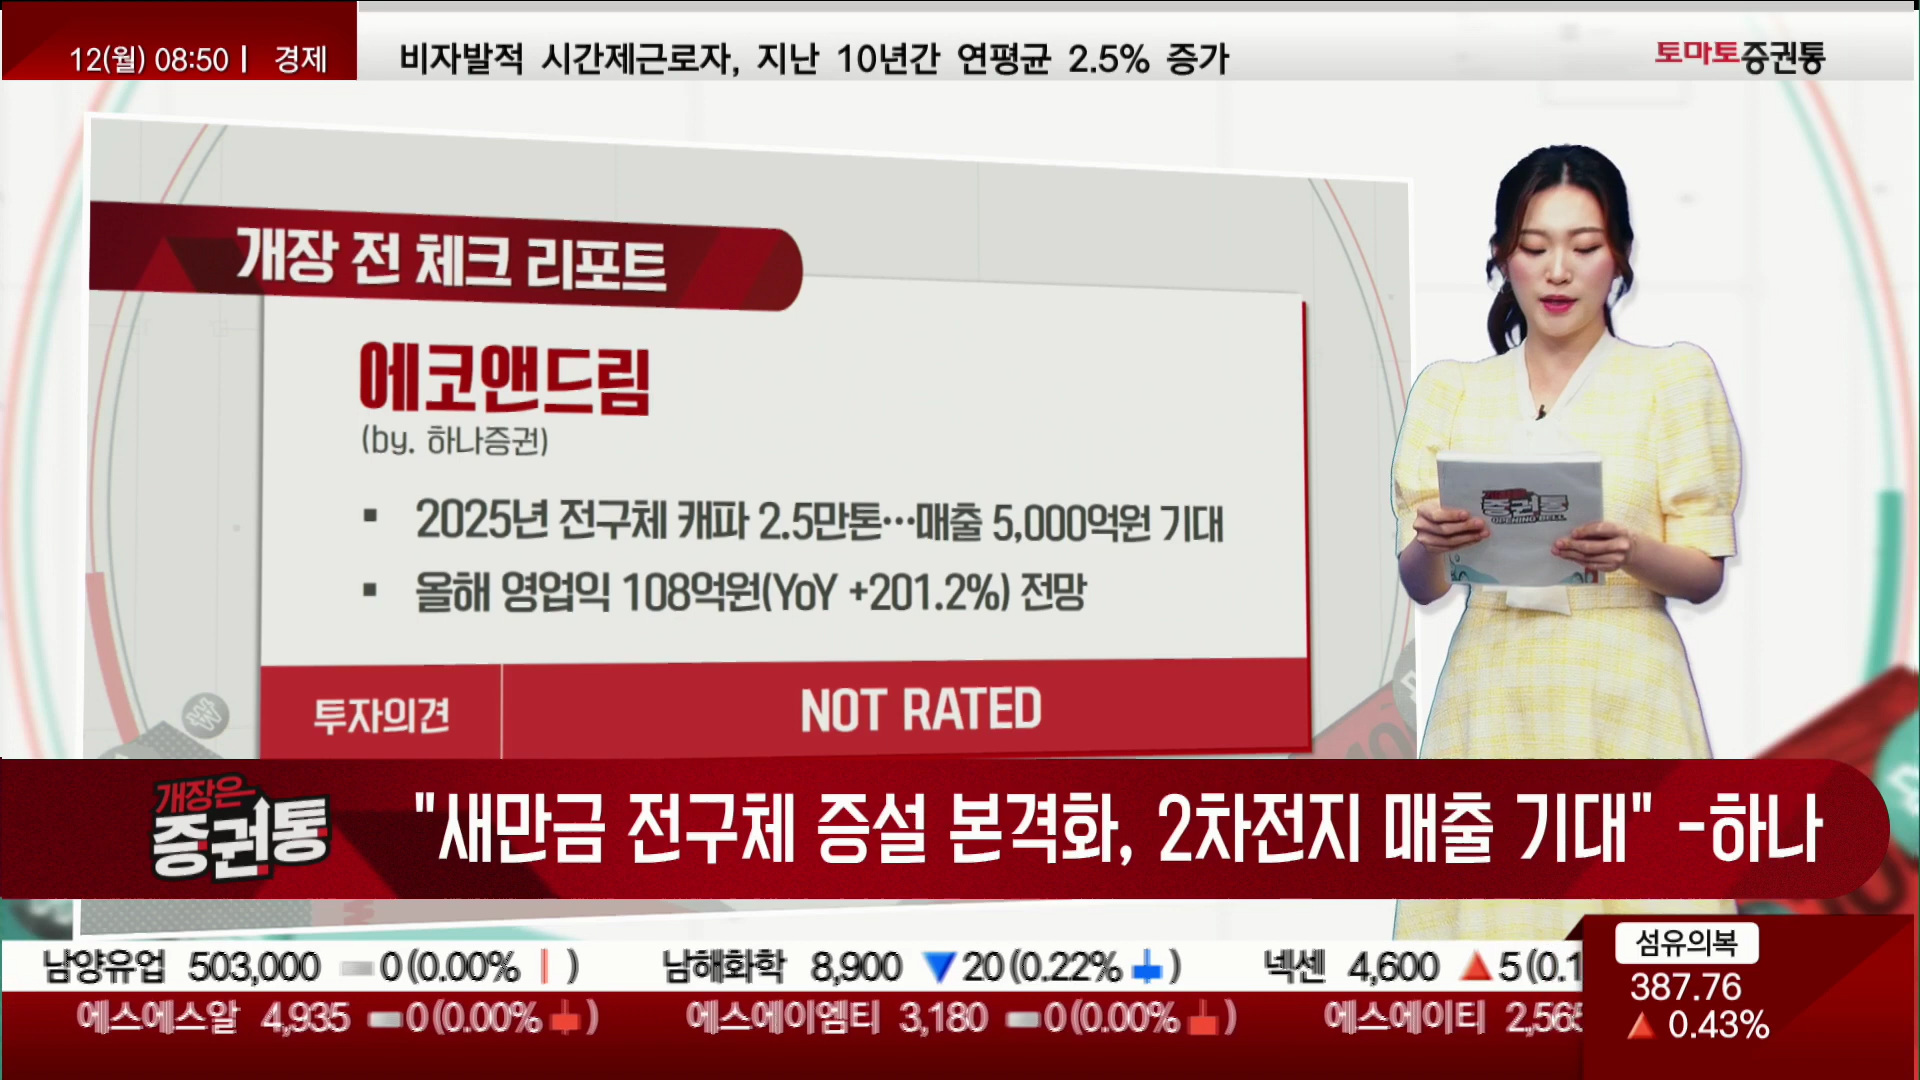 12(월) 08:50 | 경제
비자발적 시간제근로자, 지난 10년간 연평균 2.5% 증가
토마토증권통
개장 전 체크 리포트
에코앤드림
(by. 하나증권)
▪ 2025년 전구체 캐파 2.5만톤…매출 5,000억원 기대
▪ 올해 영업익 108억원(YoY +201.2%) 전망
투자의견
NOT RATED
증권통
OPENING BELL
개장은
증권통
"새만금 전구체 증설 본격화, 2차전지 매출 기대" -하나
남양유업 503,000 0(0.00% ) 남해화학 8,900 ▼20(0.22% ) 넥센 4,600 ▲5(0.1
에스에스알 4,935 0(0.00% ) 에스에이엠티 3,180 0(0.00% ) 에스에이티 2,565
섬유의복
387.76
▲ 0.43%